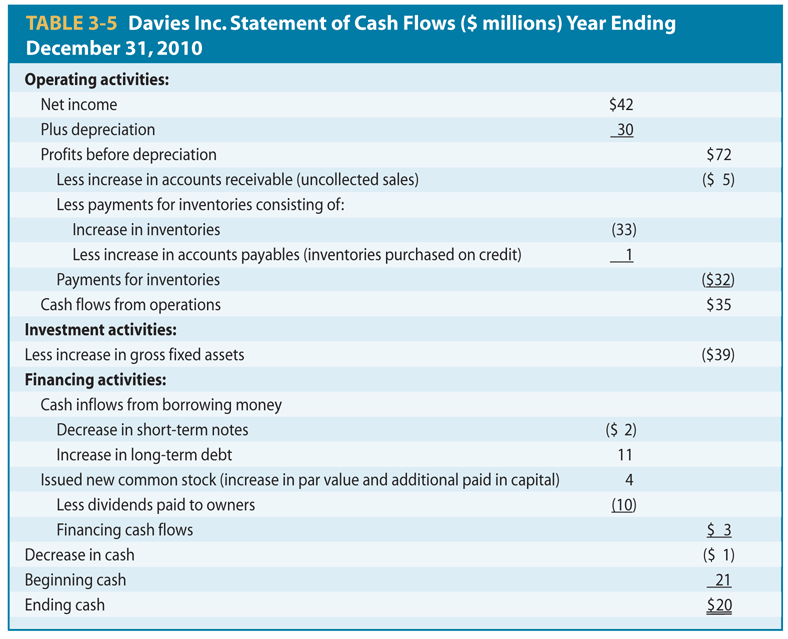 TABLE 3-5 Davies Inc. Statement of Cash Flows ($ millions) Year Ending
December 31, 2010
Operating activities:
Net income $42
Plus depreciation 30
Profits before depreciation $72
Less increase in accounts receivable (uncollected sales) ($ 5)
Less payments for inventories consisting of:
Increase in inventories (33)
Less increase in accounts payables (inventories purchased on credit) 1
Payments for inventories ($32)
Cash flows from operations $35
Investment activities:
Less increase in gross fixed assets ($39)
Financing activities:
Cash inflows from borrowing money
Decrease in short-term notes ($ 2)
Increase in long-term debt 11
Issued new common stock (increase in par value and additional paid in capital) 4
Less dividends paid to owners (10)
Financing cash flows $ 3
Decrease in cash ($ 1)
Beginning cash 21
Ending cash $20